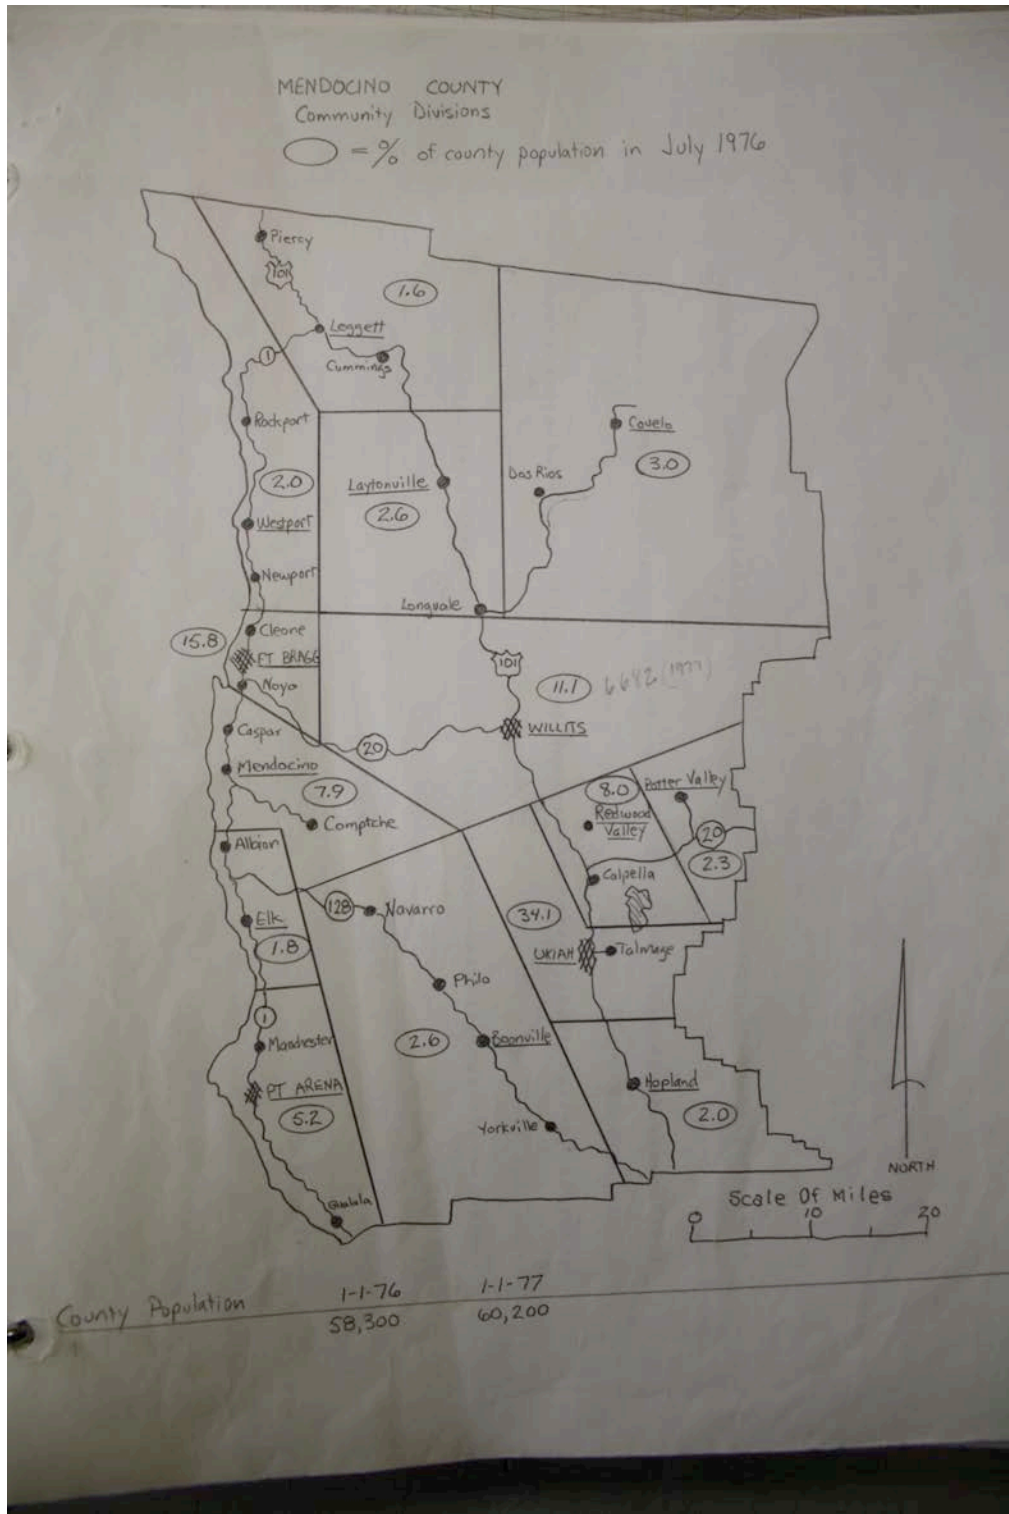 MENDOCINO COUNTY
Community Divisions
= % of county population in July 1976
Piercy
101
1.6
Leggett
1
Cummings
Rockport
Covelo
2.0
Laytonville
Dos Rios
3.0
2.6
Westport
Newport
Longvale
15.8
Cleone
FT BRAGG
101
11.1
6682 (1977)
Noyo
Caspar
WILLITS
20
Mendocino
7.9
8.0
Potter Valley
Redwood
Valley
Comptche
20
Albion
2.3
Calpella
128
Navarro
34.1
Elk
1.8
UKIAH
Talmage
Philo
1
Manchester
2.6
Boonville
PT ARENA
Hopland
5.2
2.0
Yorkville
NORTH
Gualala
Scale Of Miles
0 10 20
1-1-76 1-1-77
County Population
58,300 60,200